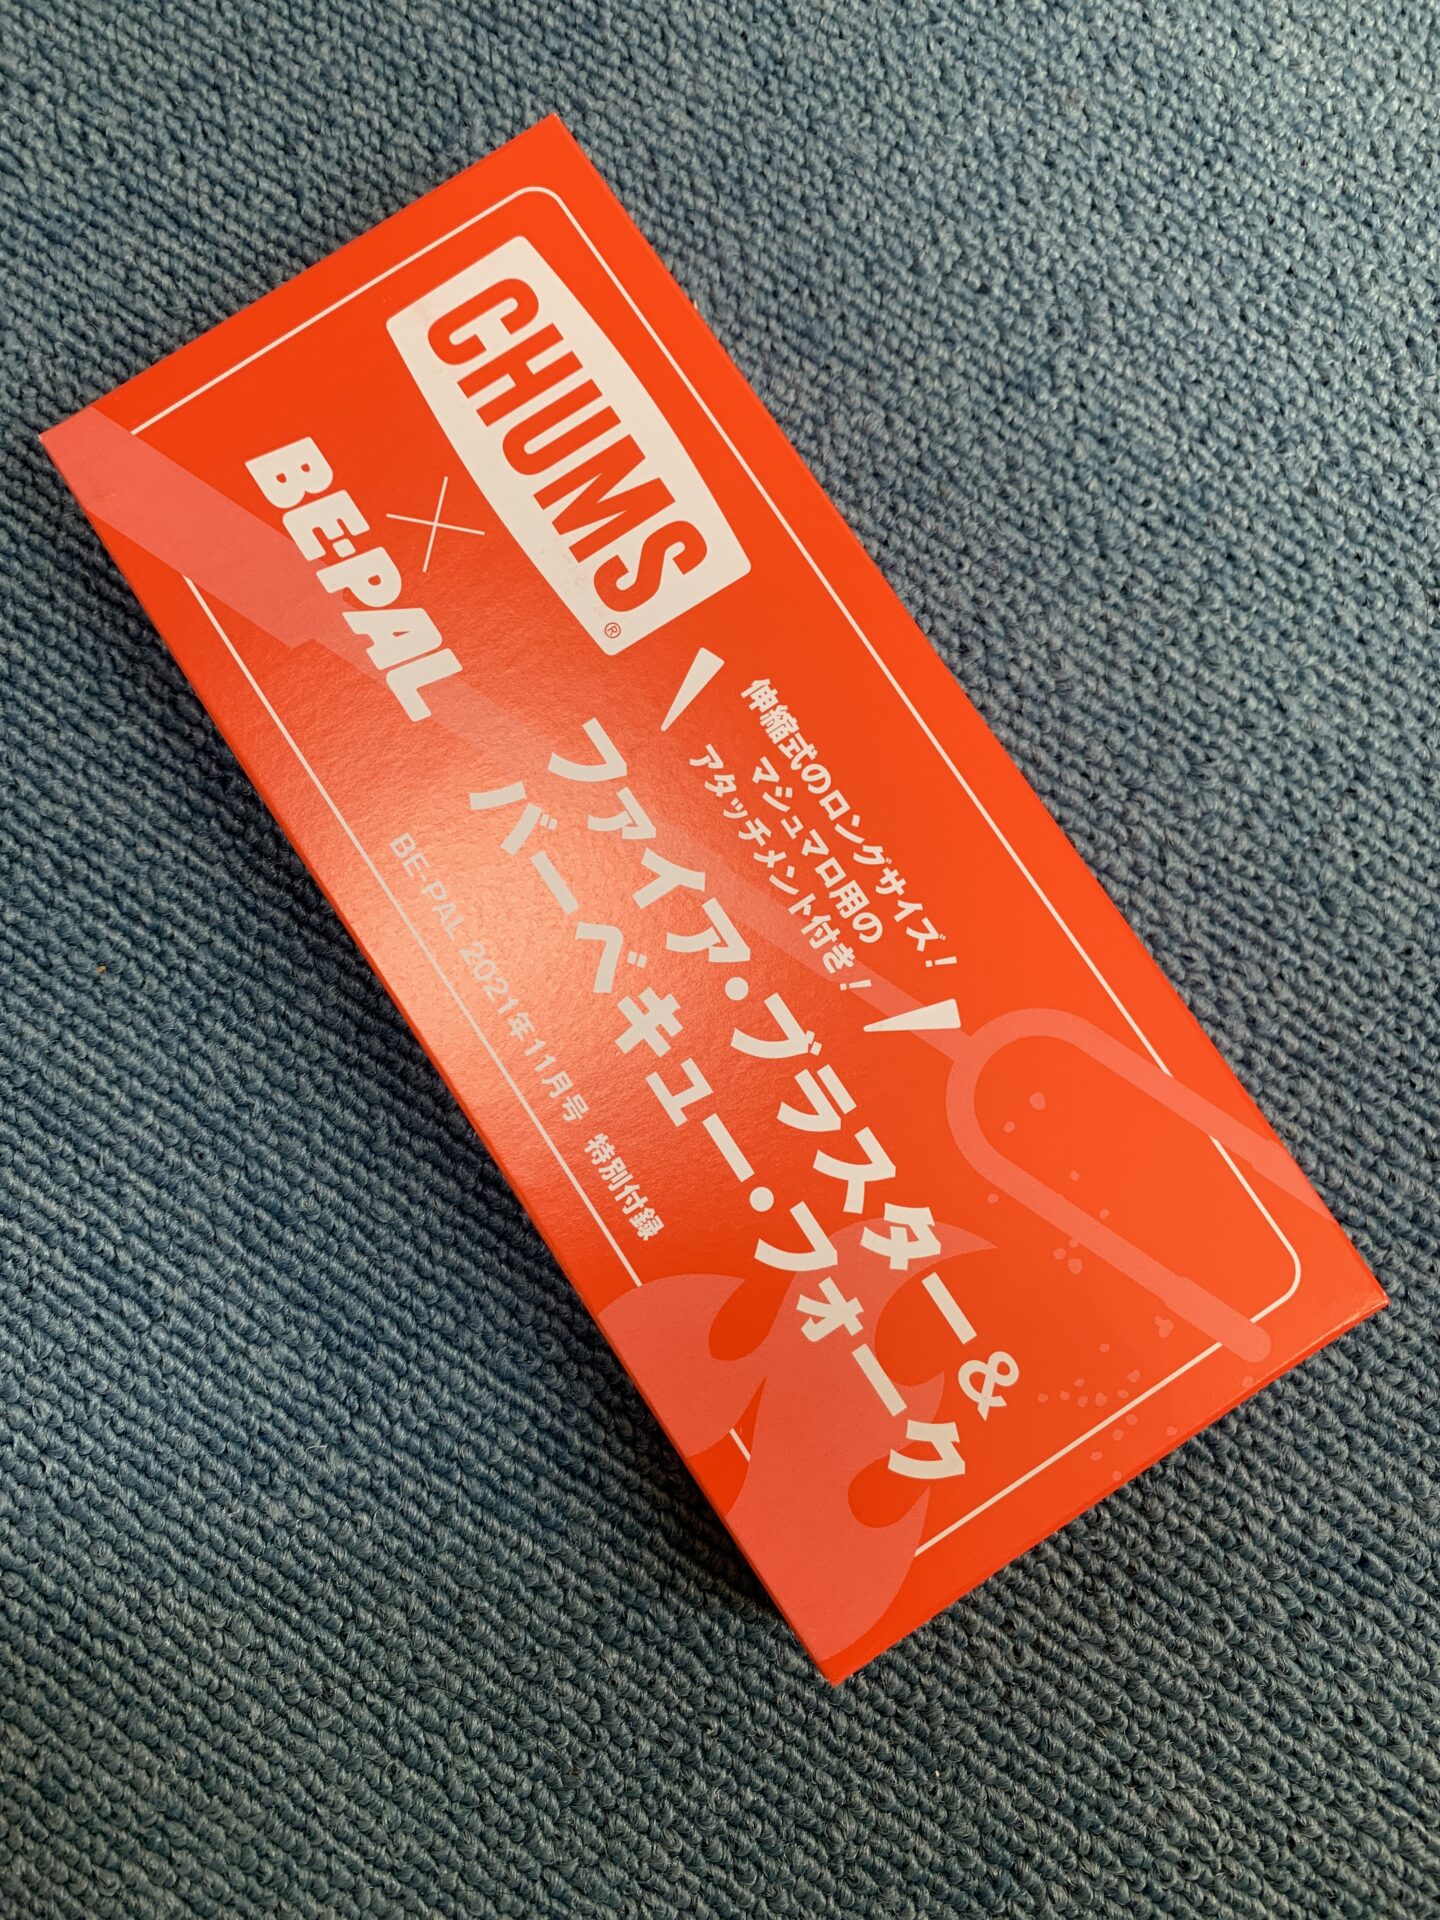 CHUMS®
×
BE-PAL
伸縮式のロングサイズ!
マシュマロ用の
アタッチメント付き!
ファイア・ブラスター&
バーベキュー・フォーク
BE-PAL 2021年11月号 特別付録